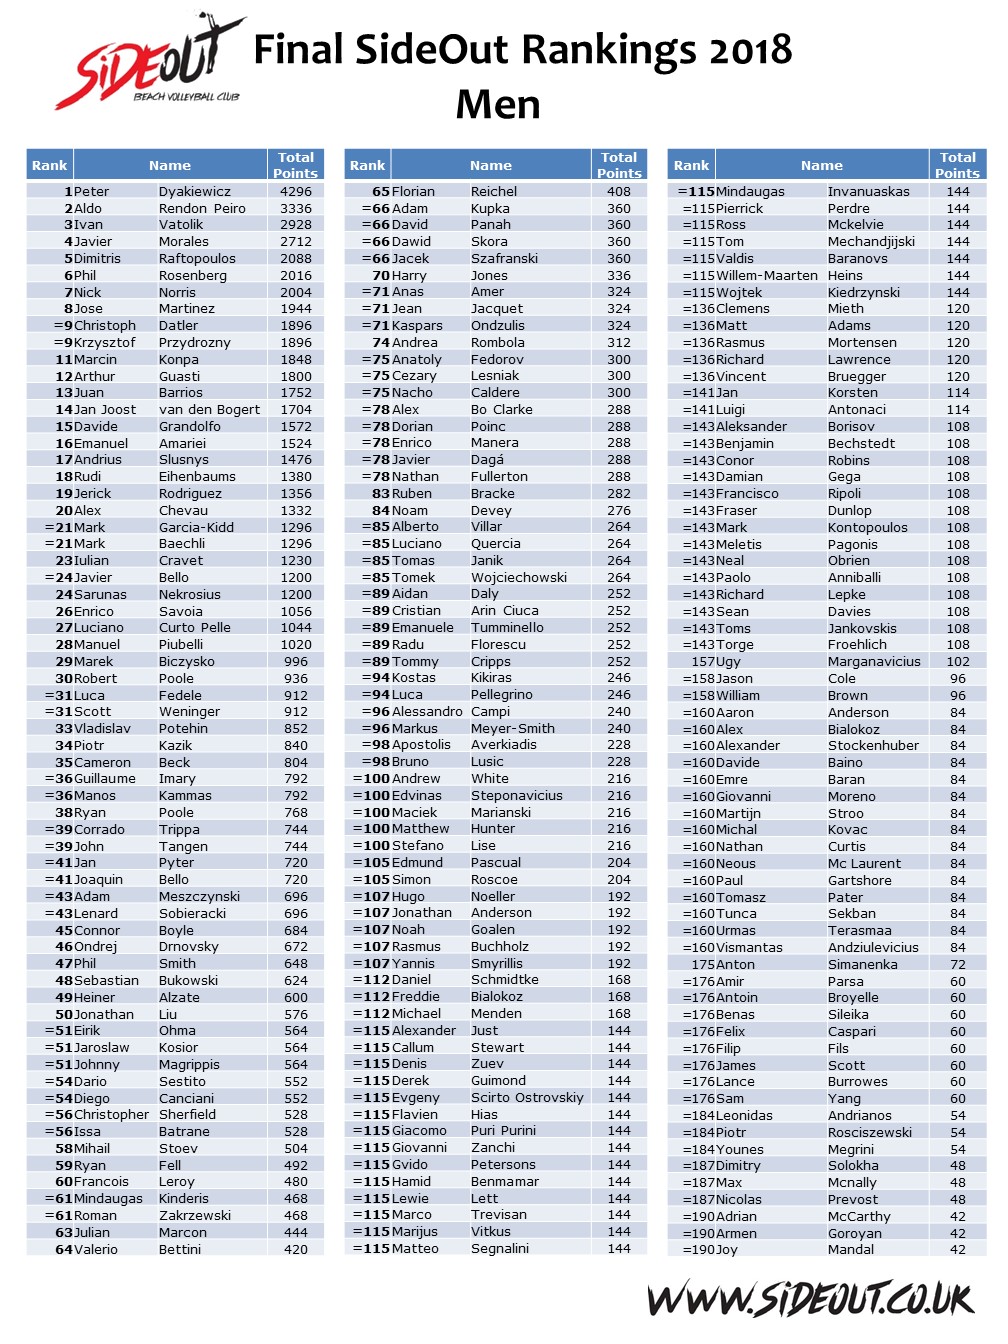 SiDEOUT
BEACH VOLLEYBALL CLUB
Final SideOut Rankings 2018
Men
Rank Name Total Points
1 Peter Dyakiewicz 4296
2 Aldo Rendon Peiro 3336
3 Ivan Vatolik 2928
4 Javier Morales 2712
5 Dimitris Raftopoulos 2088
6 Phil Rosenberg 2016
7 Nick Norris 2004
8 Jose Martinez 1944
=9 Christoph Datler 1896
=9 Krzysztof Przydrozny 1896
11 Marcin Konpa 1848
12 Arthur Guasti 1800
13 Juan Barrios 1752
14 Jan Joost van den Bogert 1704
15 Davide Grandolfo 1572
16 Emanuel Amariei 1524
17 Andrius Slusnys 1476
18 Rudi Eihenbaums 1380
19 Jerick Rodriguez 1356
20 Alex Chevau 1332
=21 Mark Garcia-Kidd 1296
=21 Mark Baechli 1296
23 Iulian Cravet 1230
=24 Javier Bello 1200
24 Sarunas Nekrosius 1200
26 Enrico Savoia 1056
27 Luciano Curto Pelle 1044
28 Manuel Piubelli 1020
29 Marek Biczysko 996
30 Robert Poole 936
=31 Luca Fedele 912
=31 Scott Weninger 912
33 Vladislav Potehin 852
34 Piotr Kazik 840
35 Cameron Beck 804
=36 Guillaume Imary 792
=36 Manos Kammas 792
38 Ryan Poole 768
=39 Corrado Trippa 744
=39 John Tangen 744
=41 Jan Pyter 720
=41 Joaquin Bello 720
=43 Adam Meszczynski 696
=43 Lenard Sobieracki 696
45 Connor Boyle 684
46 Ondrej Drnovsky 672
47 Phil Smith 648
48 Sebastian Bukowski 624
49 Heiner Alzate 600
50 Jonathan Liu 576
=51 Eirik Ohma 564
=51 Jaroslaw Kosior 564
=51 Johnny Magrippis 564
=54 Dario Sestito 552
=54 Diego Canciani 552
=56 Christopher Sherfield 528
=56 Issa Batrane 528
58 Mihail Stoev 504
59 Ryan Fell 492
60 Francois Leroy 480
=61 Mindaugas Kinderis 468
=61 Roman Zakrzewski 468
63 Julian Marcon 444
64 Valerio Bettini 420
Rank Name Total Points
65 Florian Reichel 408
=66 Adam Kupka 360
=66 David Panah 360
=66 Dawid Skora 360
=66 Jacek Szafranski 360
70 Harry Jones 336
=71 Anas Amer 324
=71 Jean Jacquet 324
=71 Kaspars Ondzulis 324
74 Andrea Rombola 312
=75 Anatoly Fedorov 300
=75 Cezary Lesniak 300
=75 Nacho Caldere 300
=78 Alex Bo Clarke 288
=78 Dorian Poinc 288
=78 Enrico Manera 288
=78 Javier Dagá 288
=78 Nathan Fullerton 288
83 Ruben Bracke 282
84 Noam Devey 276
=85 Alberto Villar 264
=85 Luciano Quercia 264
=85 Tomas Janik 264
=85 Tomek Wojciechowski 264
=89 Aidan Daly 252
=89 Cristian Arin Ciuca 252
=89 Emanuele Tumminello 252
=89 Radu Florescu 252
=89 Tommy Cripps 252
=94 Kostas Kikiras 246
=94 Luca Pellegrino 246
=96 Alessandro Campi 240
=96 Markus Meyer-Smith 240
=98 Apostolis Averkiadis 228
=98 Bruno Lusic 228
=100 Andrew White 216
=100 Edvinas Steponavicius 216
=100 Maciek Marianski 216
=100 Matthew Hunter 216
=100 Stefano Lise 216
=105 Edmund Pascual 204
=105 Simon Roscoe 204
=107 Hugo Noeller 192
=107 Jonathan Anderson 192
=107 Noah Goalen 192
=107 Rasmus Buchholz 192
=107 Yannis Smyrillis 192
=112 Daniel Schmidtke 168
=112 Freddie Bialokoz 168
=112 Michael Menden 168
=115 Alexander Just 144
=115 Callum Stewart 144
=115 Denis Zuev 144
=115 Derek Guimond 144
=115 Evgeny Scirto Ostrovskiy 144
=115 Flavien Hias 144
=115 Giacomo Puri Purini 144
=115 Giovanni Zanchi 144
=115 Gvido Petersons 144
=115 Hamid Benmamar 144
=115 Lewie Lett 144
=115 Marco Trevisan 144
=115 Marijus Vitkus 144
=115 Matteo Segnalini 144
Rank Name Total Points
=115 Mindaugas Invanuaskas 144
=115 Pierrick Perdre 144
=115 Ross Mckelvie 144
=115 Tom Mechandjijski 144
=115 Valdis Baranovs 144
=115 Willem-Maarten Heins 144
=115 Wojtek Kiedrzynski 144
=136 Clemens Mieth 120
=136 Matt Adams 120
=136 Rasmus Mortensen 120
=136 Richard Lawrence 120
=136 Vincent Bruegger 120
=141 Jan Korsten 114
=141 Luigi Antonaci 114
=143 Aleksander Borisov 108
=143 Benjamin Bechstedt 108
=143 Conor Robins 108
=143 Damian Gega 108
=143 Francisco Ripoli 108
=143 Fraser Dunlop 108
=143 Mark Kontopoulos 108
=143 Meletis Pagonis 108
=143 Neal Obrien 108
=143 Paolo Anniballi 108
=143 Richard Lepke 108
=143 Sean Davies 108
=143 Toms Jankovskis 108
=143 Torge Froehlich 108
157 Ugy Marganavicius 102
=158 Jason Cole 96
=158 William Brown 96
=160 Aaron Anderson 84
=160 Alex Bialokoz 84
=160 Alexander Stockenhuber 84
=160 Davide Baino 84
=160 Emre Baran 84
=160 Giovanni Moreno 84
=160 Martijn Stroo 84
=160 Michal Kovac 84
=160 Nathan Curtis 84
=160 Neous Mc Laurent 84
=160 Paul Gartshore 84
=160 Tomasz Pater 84
=160 Tunca Sekban 84
=160 Urmas Terasmaa 84
=160 Vismantas Andziulevicius 84
175 Anton Simanenka 72
=176 Amir Parsa 60
=176 Antoin Broyelle 60
=176 Benas Sileika 60
=176 Felix Caspari 60
=176 Filip Fils 60
=176 James Scott 60
=176 Lance Burrowes 60
=176 Sam Yang 60
=184 Leonidas Andrianos 54
=184 Piotr Rosciszewski 54
=184 Younes Megrini 54
=187 Dimitry Solokha 48
=187 Max Mcnally 48
=187 Nicolas Prevost 48
=190 Adrian McCarthy 42
=190 Armen Goroyan 42
=190 Joy Mandal 42
WWW.SiDEOUT.CO.UK